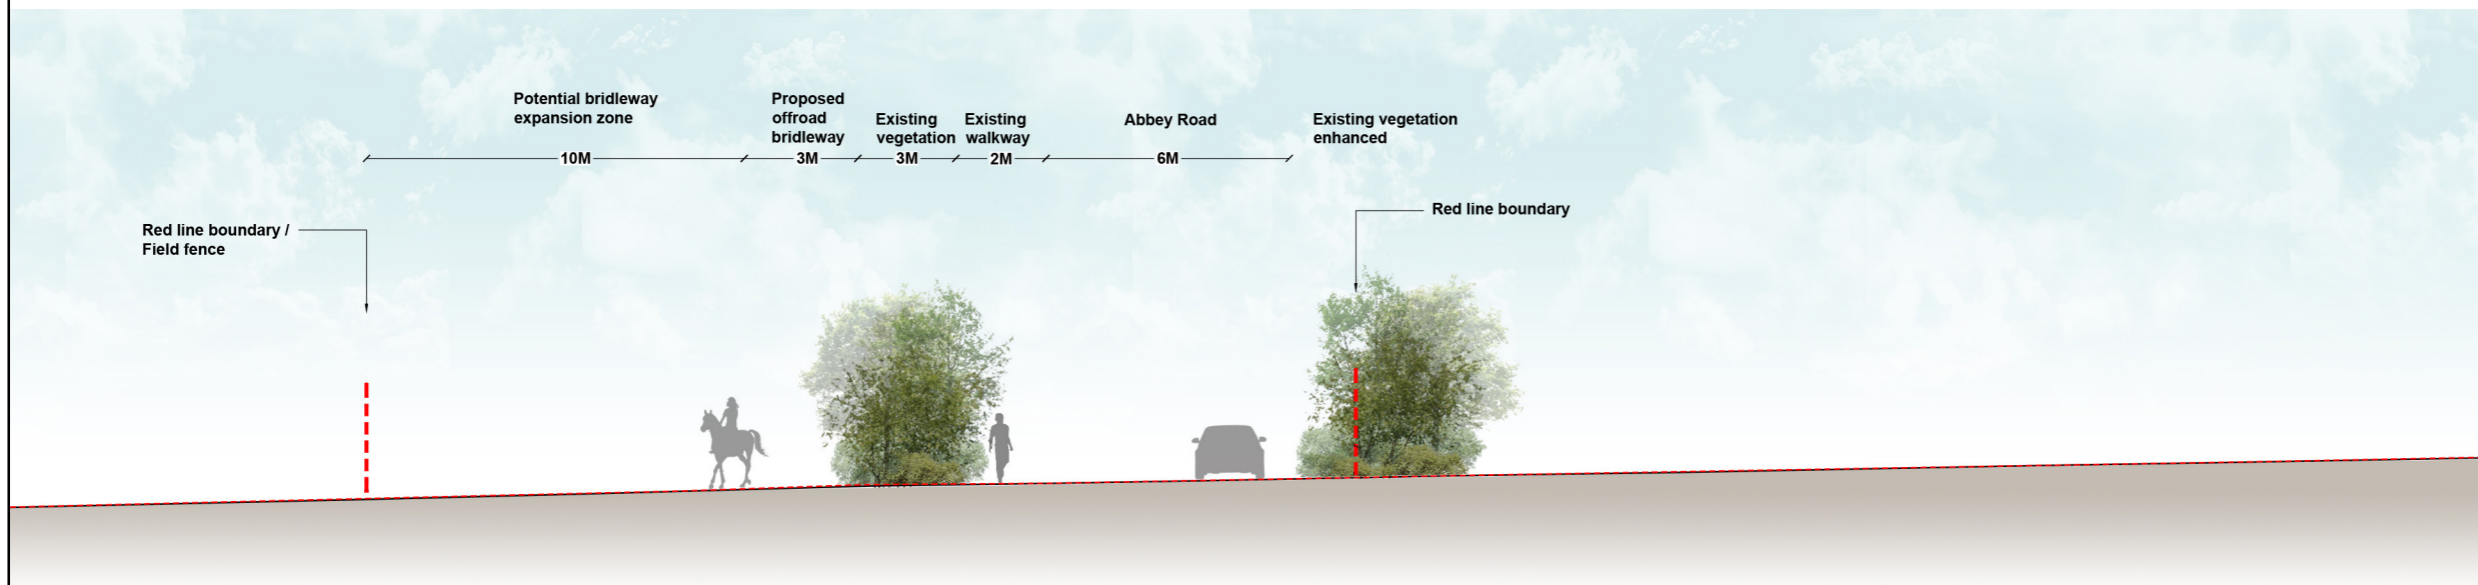 Potential bridleway
expansion zone
Proposed
offroad
bridleway
Existing
vegetation
Existing
walkway
Abbey Road
Existing vegetation
enhanced
10M
3M
3M
2M
6M
Red line boundary /
Field fence
Red line boundary